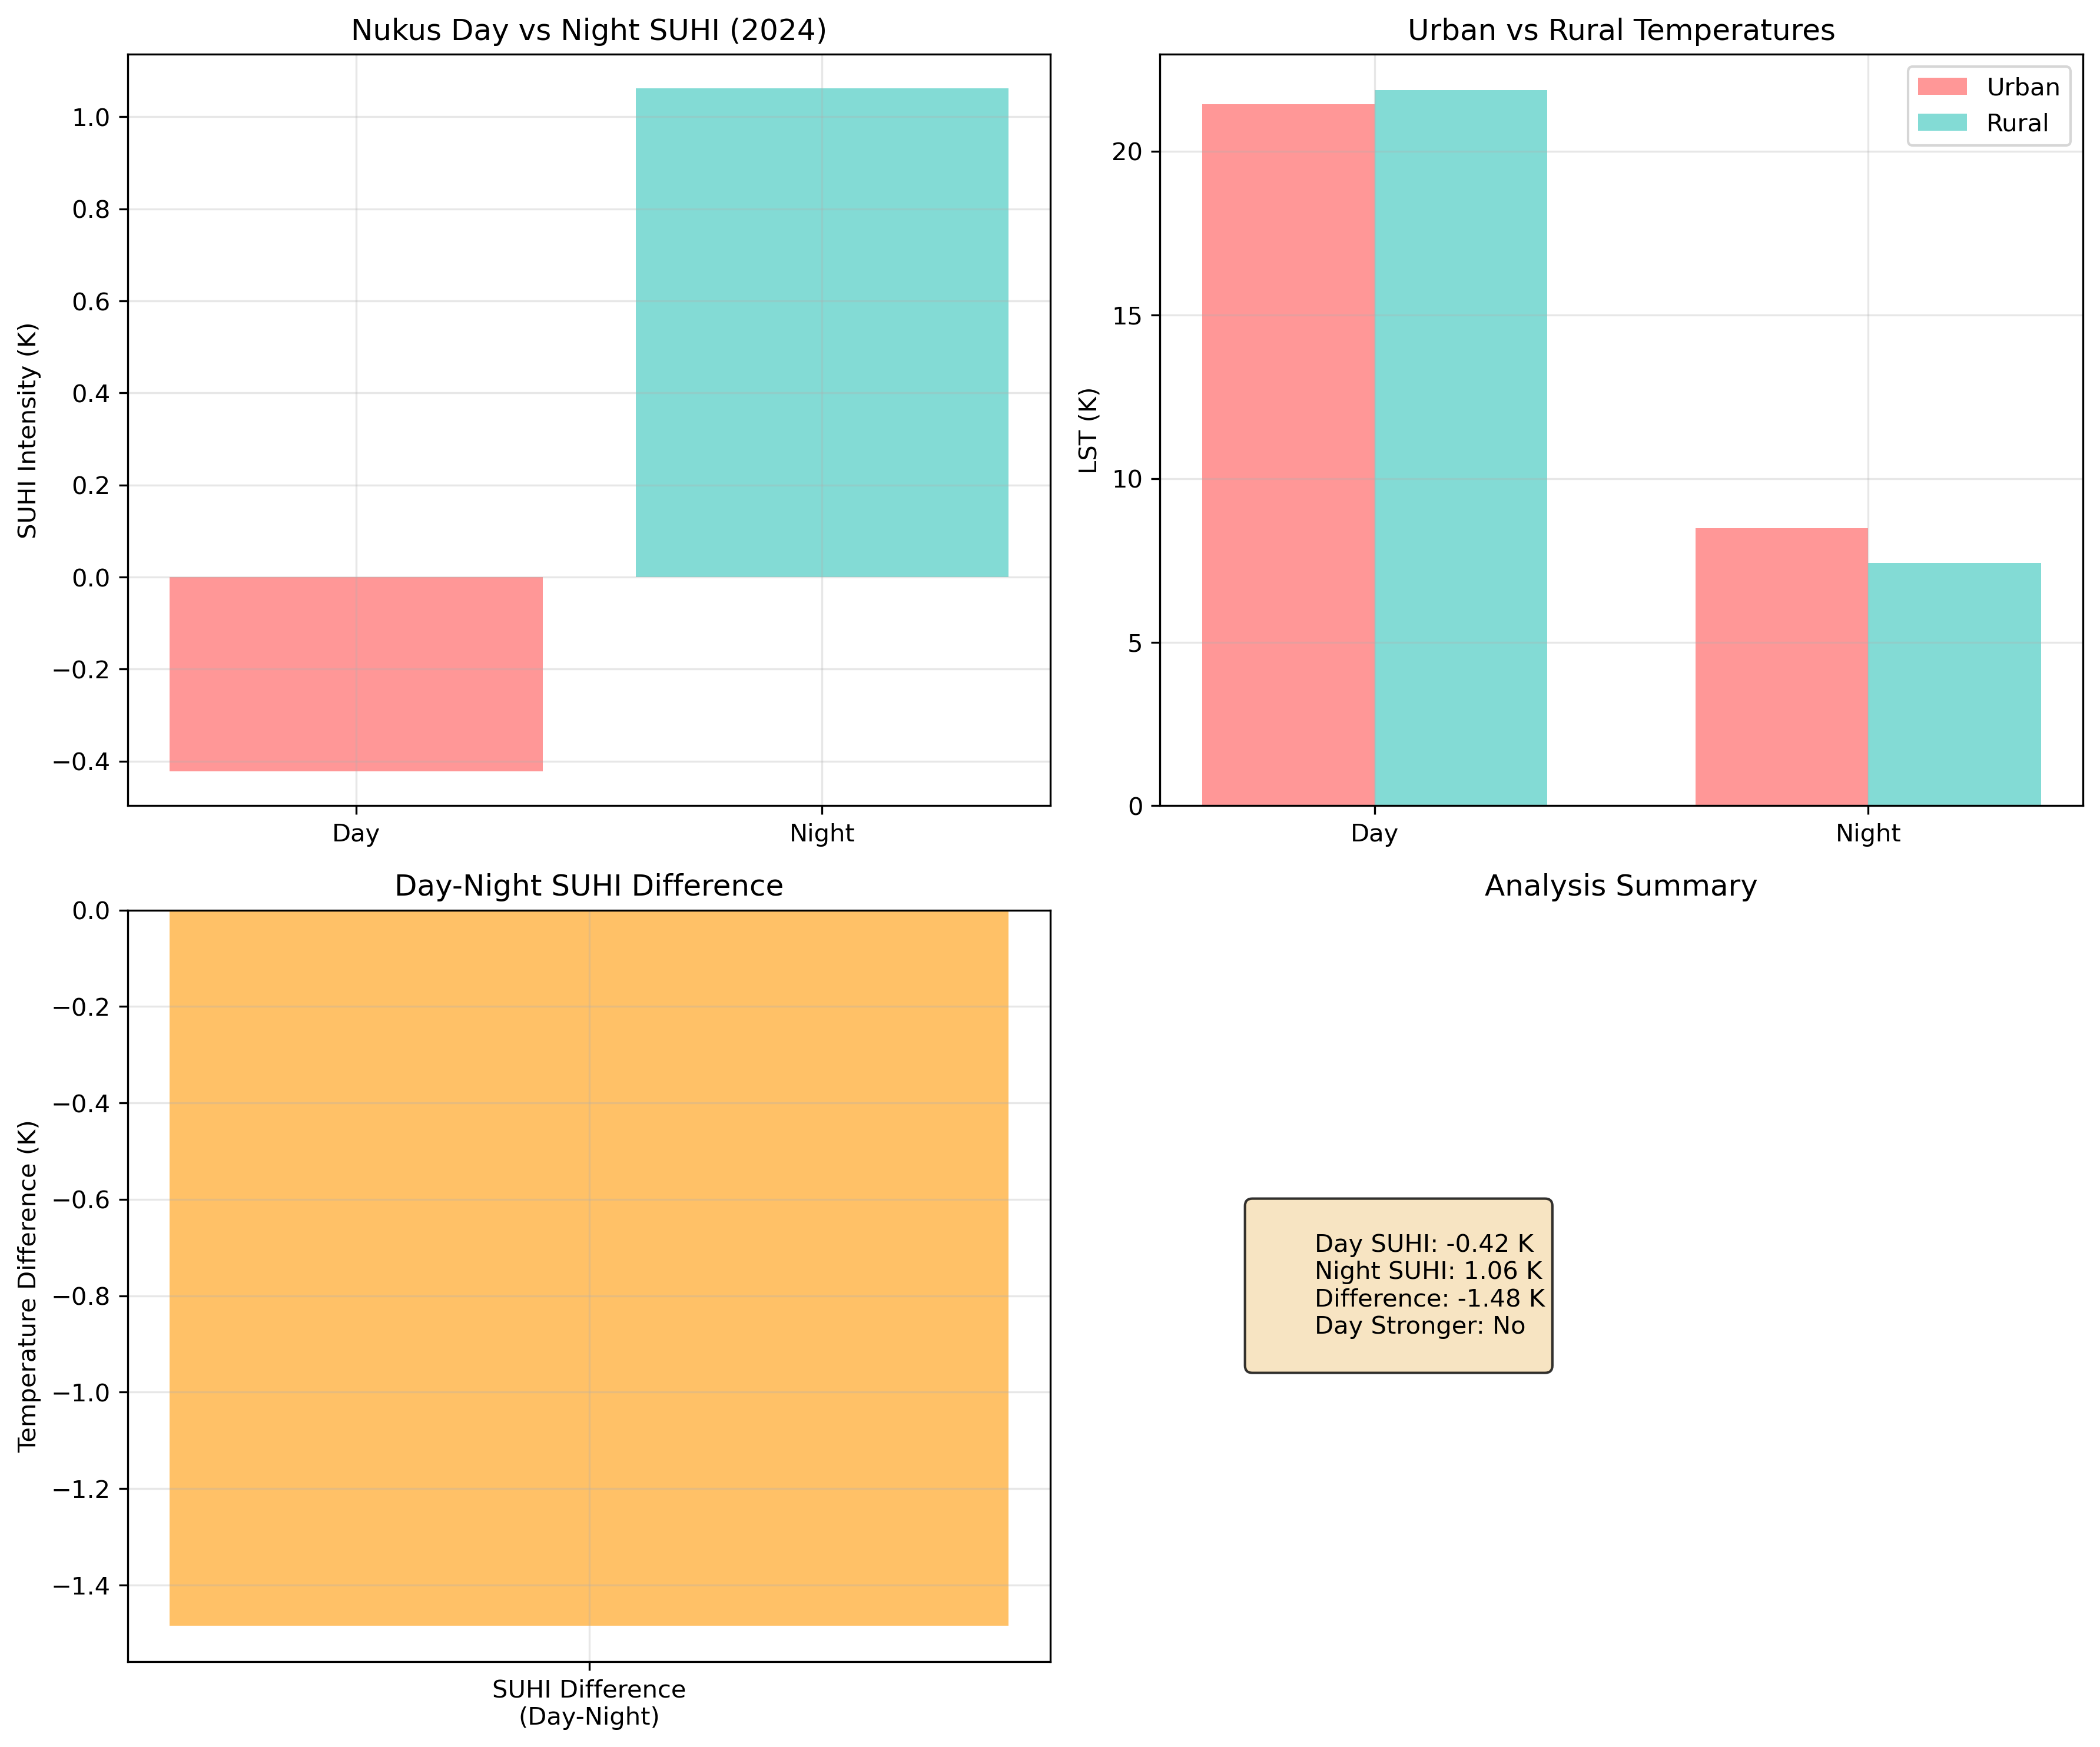 Nukus Day vs Night SUHI (2024)
SUHI Intensity (K)
1.0
0.8
0.6
0.4
0.2
0.0
−0.2
−0.4
Day
Night
Urban vs Rural Temperatures
Urban
Rural
LST (K)
20
15
10
5
0
Day
Night
Day-Night SUHI Difference
Temperature Difference (K)
0.0
−0.2
−0.4
−0.6
−0.8
−1.0
−1.2
−1.4
SUHI Difference
(Day-Night)
Analysis Summary
Day SUHI: -0.42 K
Night SUHI: 1.06 K
Difference: -1.48 K
Day Stronger: No